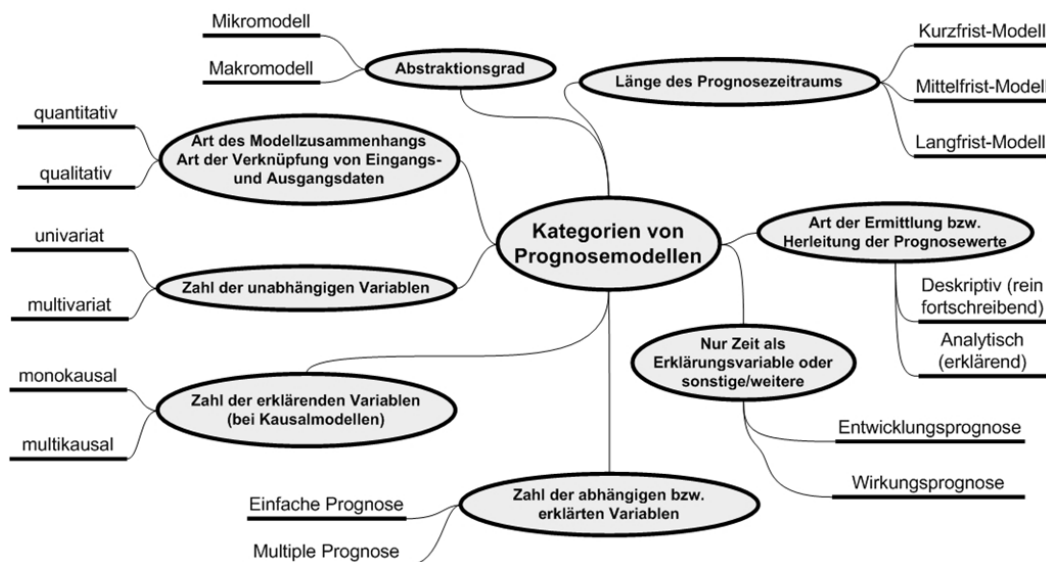 Mikromodell
Makromodell
Abstraktionsgrad
Länge des Prognosezeitraums
Kurzfrist-Modell
Mittelfrist-Modell
Langfrist-Modell
quantitativ
qualitativ
Art des Modellzusammenhangs
Art der Verknüpfung von Eingangs-
und Ausgangsdaten
Kategorien von
Prognosemodellen
Art der Ermittlung bzw.
Herleitung der Prognosewerte
Deskriptiv (rein
fortschreibend)
Analytisch
(erklärend)
univariat
multivariat
Zahl der unabhängigen Variablen
Nur Zeit als
Erklärungsvariable oder
sonstige/weitere
Entwicklungsprognose
Wirkungsprognose
monokausal
multikausal
Zahl der erklärenden Variablen
(bei Kausalmodellen)
Zahl der abhängigen bzw.
erklärten Variablen
Einfache Prognose
Multiple Prognose